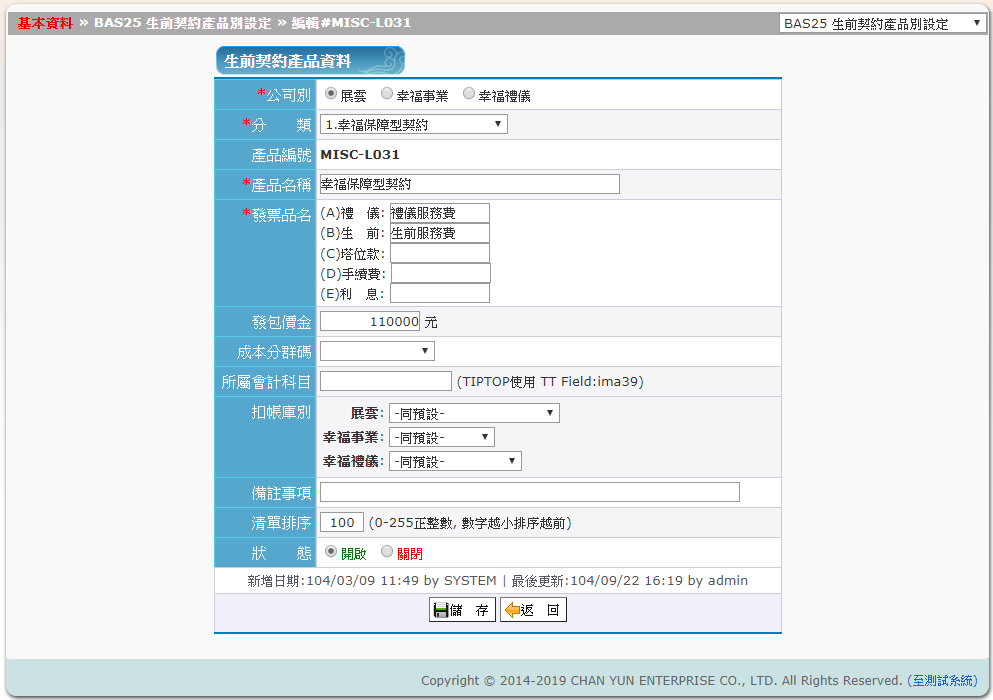 基本資料 » BAS25 生前契約產品別設定 » 編輯#MISC-L031
BAS25 生前契約產品別設定
生前契約產品資料
*公司別 展雲 幸福事業 幸福禮儀
*分 類 1.幸福保障型契約
產品編號 MISC-L031
*產品名稱 幸福保障型契約
*發票品名 (A)禮 儀: 禮儀服務費
(B)生 前: 生前服務費
(C)塔位款:
(D)手續費:
(E)利 息:
發包價金 110000 元
成本分群碼
所屬會計科目 (TIPTOP使用 TT Field:ima39)
扣帳庫別 展雲: -同預設-
幸福事業: -同預設-
幸福禮儀: -同預設-
備註事項
清單排序 100 (0-255正整數, 數字越小排序越前)
狀 態 開啟 關閉
新增日期:104/03/09 11:49 by SYSTEM | 最後更新:104/09/22 16:19 by admin
儲 存 返 回
Copyright © 2014-2019 CHAN YUN ENTERPRISE CO., LTD. All Rights Reserved. (至測試系統)